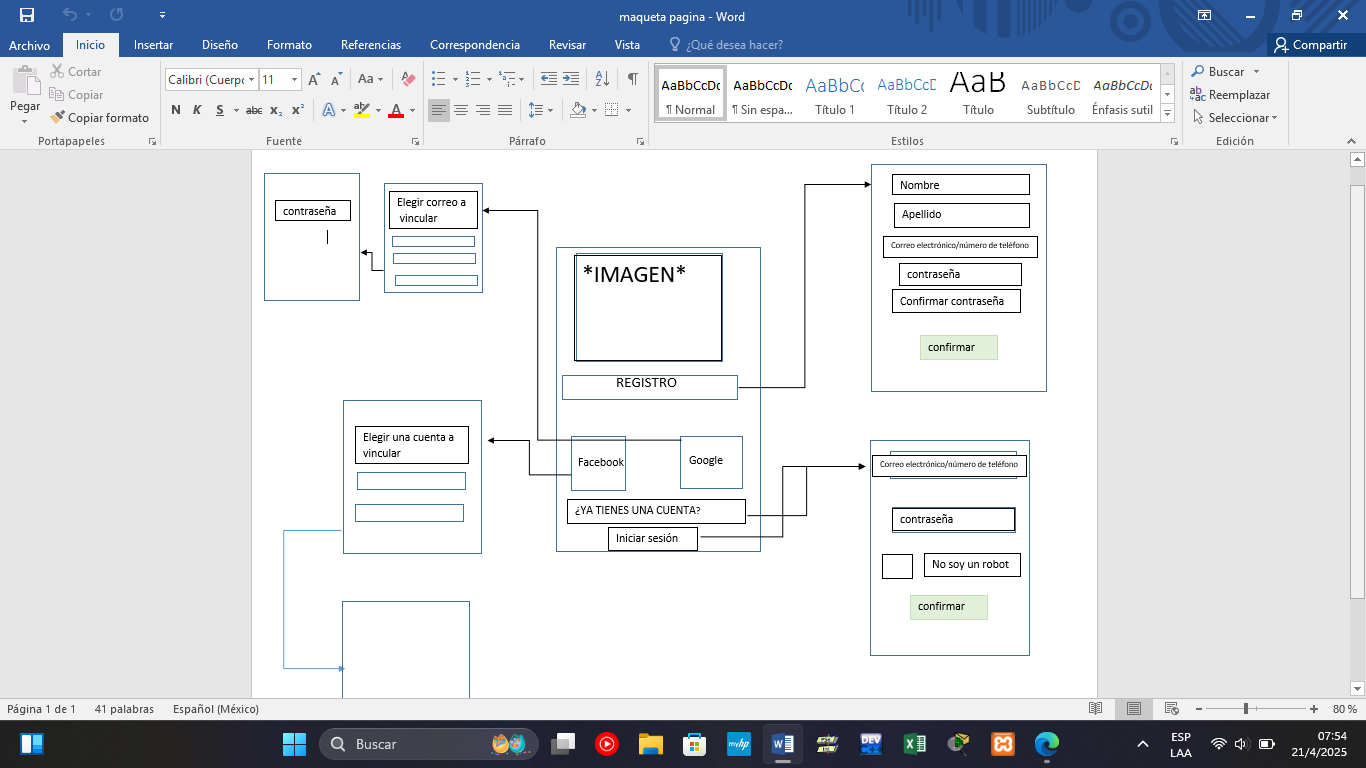 maqueta pagina - Word
Archivo
Inicio
Insertar
Diseño
Formato
Referencias
Correspondencia
Revisar
Vista
¿Qué desea hacer?
Compartir
Pegar
Cortar
Copiar
Copiar formato
Portapapeles
Calibri (Cuerpo
11
Aa
N K S abc x₂ x²
Fuente
Párrafo
AaBbCcDc
¶ Normal
AaBbCcDc
¶ Sin espa...
AaBbCc
Título 1
AaBbCcD
Título 2
AaB
Título
AaBbCcD
Subtítulo
AaBbCcDc
Énfasis sutil
Estilos
Buscar
Reemplazar
Seleccionar
Edición
contraseña
Elegir correo a
vincular
*IMAGEN*
REGISTRO
Facebook
Google
¿YA TIENES UNA CUENTA?
Iniciar sesión
Nombre
Apellido
Correo electrónico/número de teléfono
contraseña
Confirmar contraseña
confirmar
Elegir una cuenta a
vincular
Correo electrónico/número de teléfono
contraseña
No soy un robot
confirmar
Página 1 de 1
41 palabras
Español (México)
80 %
Buscar
myhp
DEV
ESP
LAA
07:54
21/4/2025